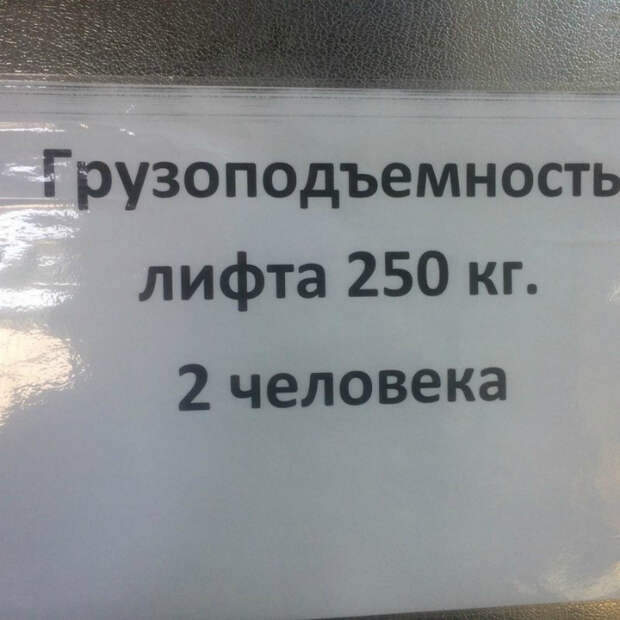 Грузоподъемность
лифта 250 кг.
2 человека